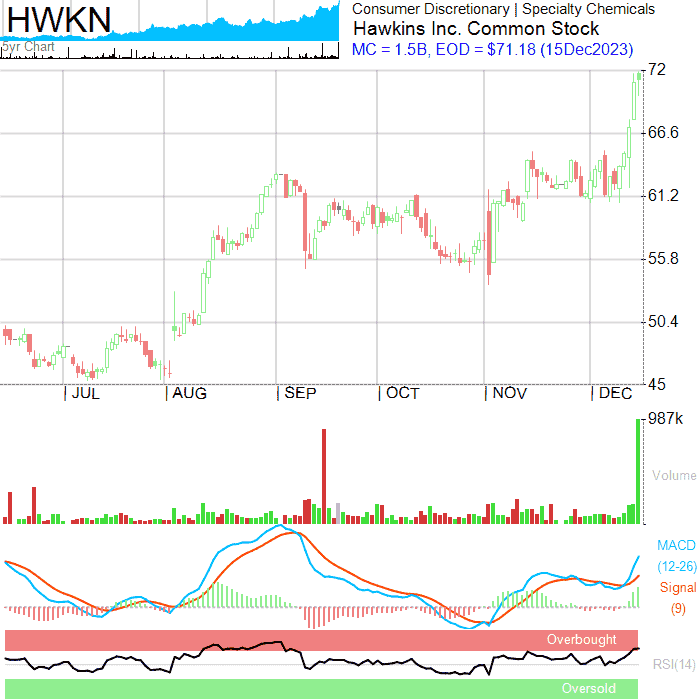 HWKN
5yr Chart
Consumer Discretionary | Specialty Chemicals
Hawkins Inc. Common Stock
MC = 1.5B, EOD = $71.18 (15Dec2023)
72
66.6
61.2
55.8
50.4
45
| JUL | AUG | SEP | OCT | NOV | DEC
987k
Volume
MACD
(12-26)
Signal
(9)
Overbought
RSI(14)
Oversold